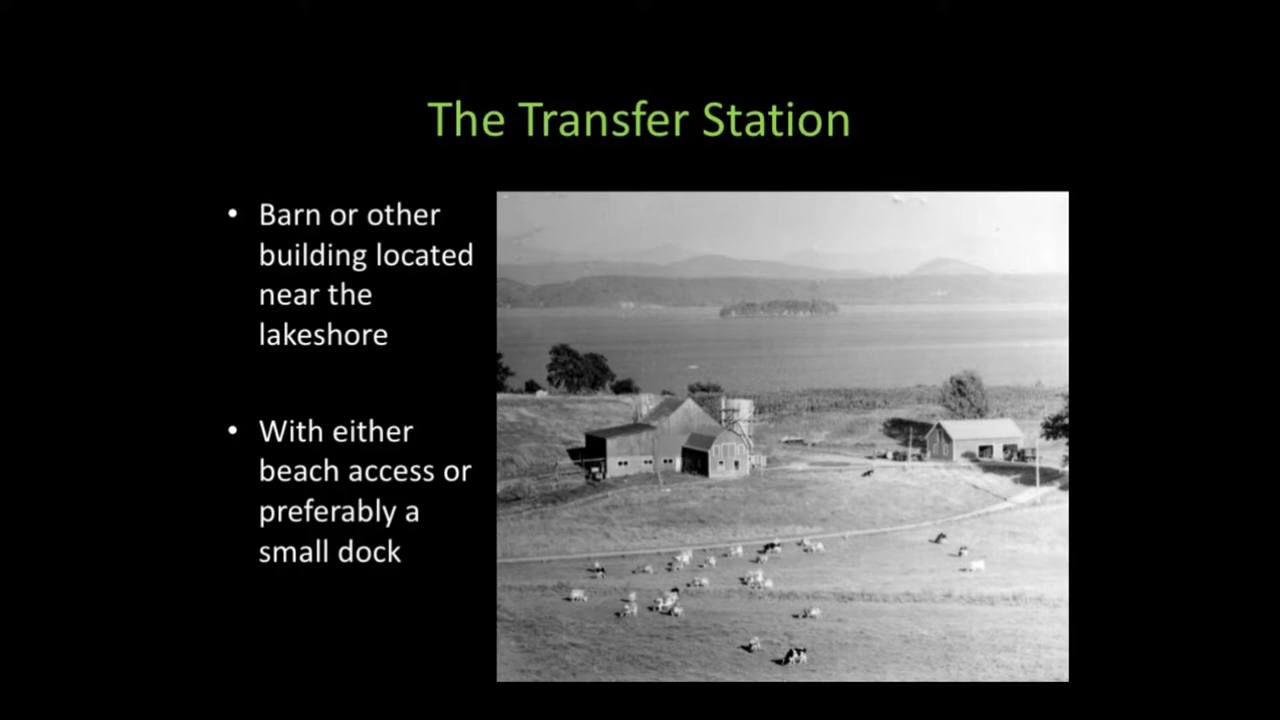 The Transfer Station
• Barn or other
building located
near the
lakeshore
• With either
beach access or
preferably a
small dock